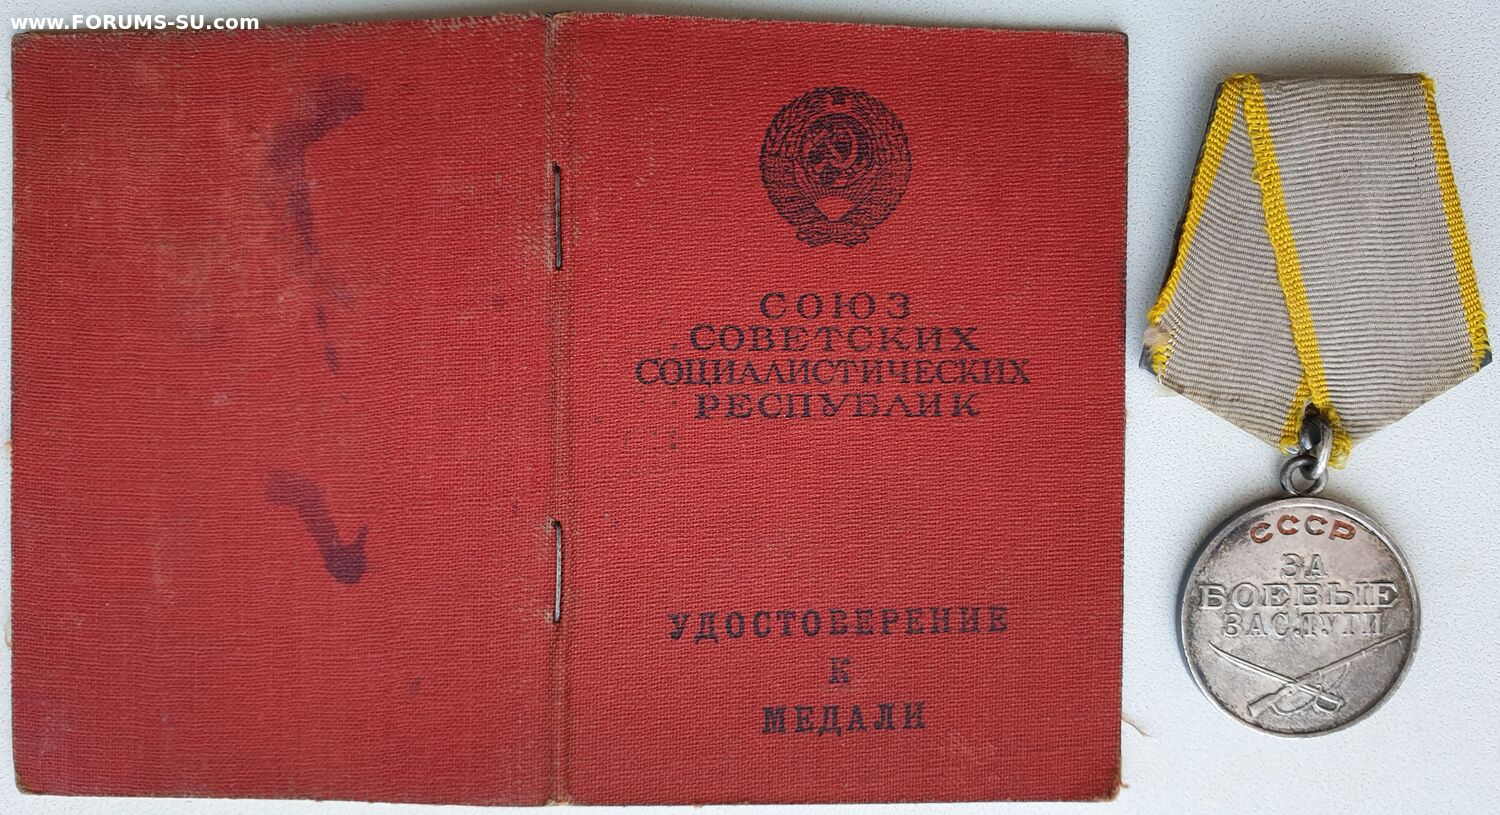 www.FORUMS-SU.com
СОЮЗ
СОВЕТСКИХ
СОЦИАЛИСТИЧЕСКИХ
РЕСПУБЛИК
УДОСТОВЕРЕНИЕ
К
МЕДАЛИ
СССР
ЗА
БОЕВЫЕ
ЗАСЛУГИ